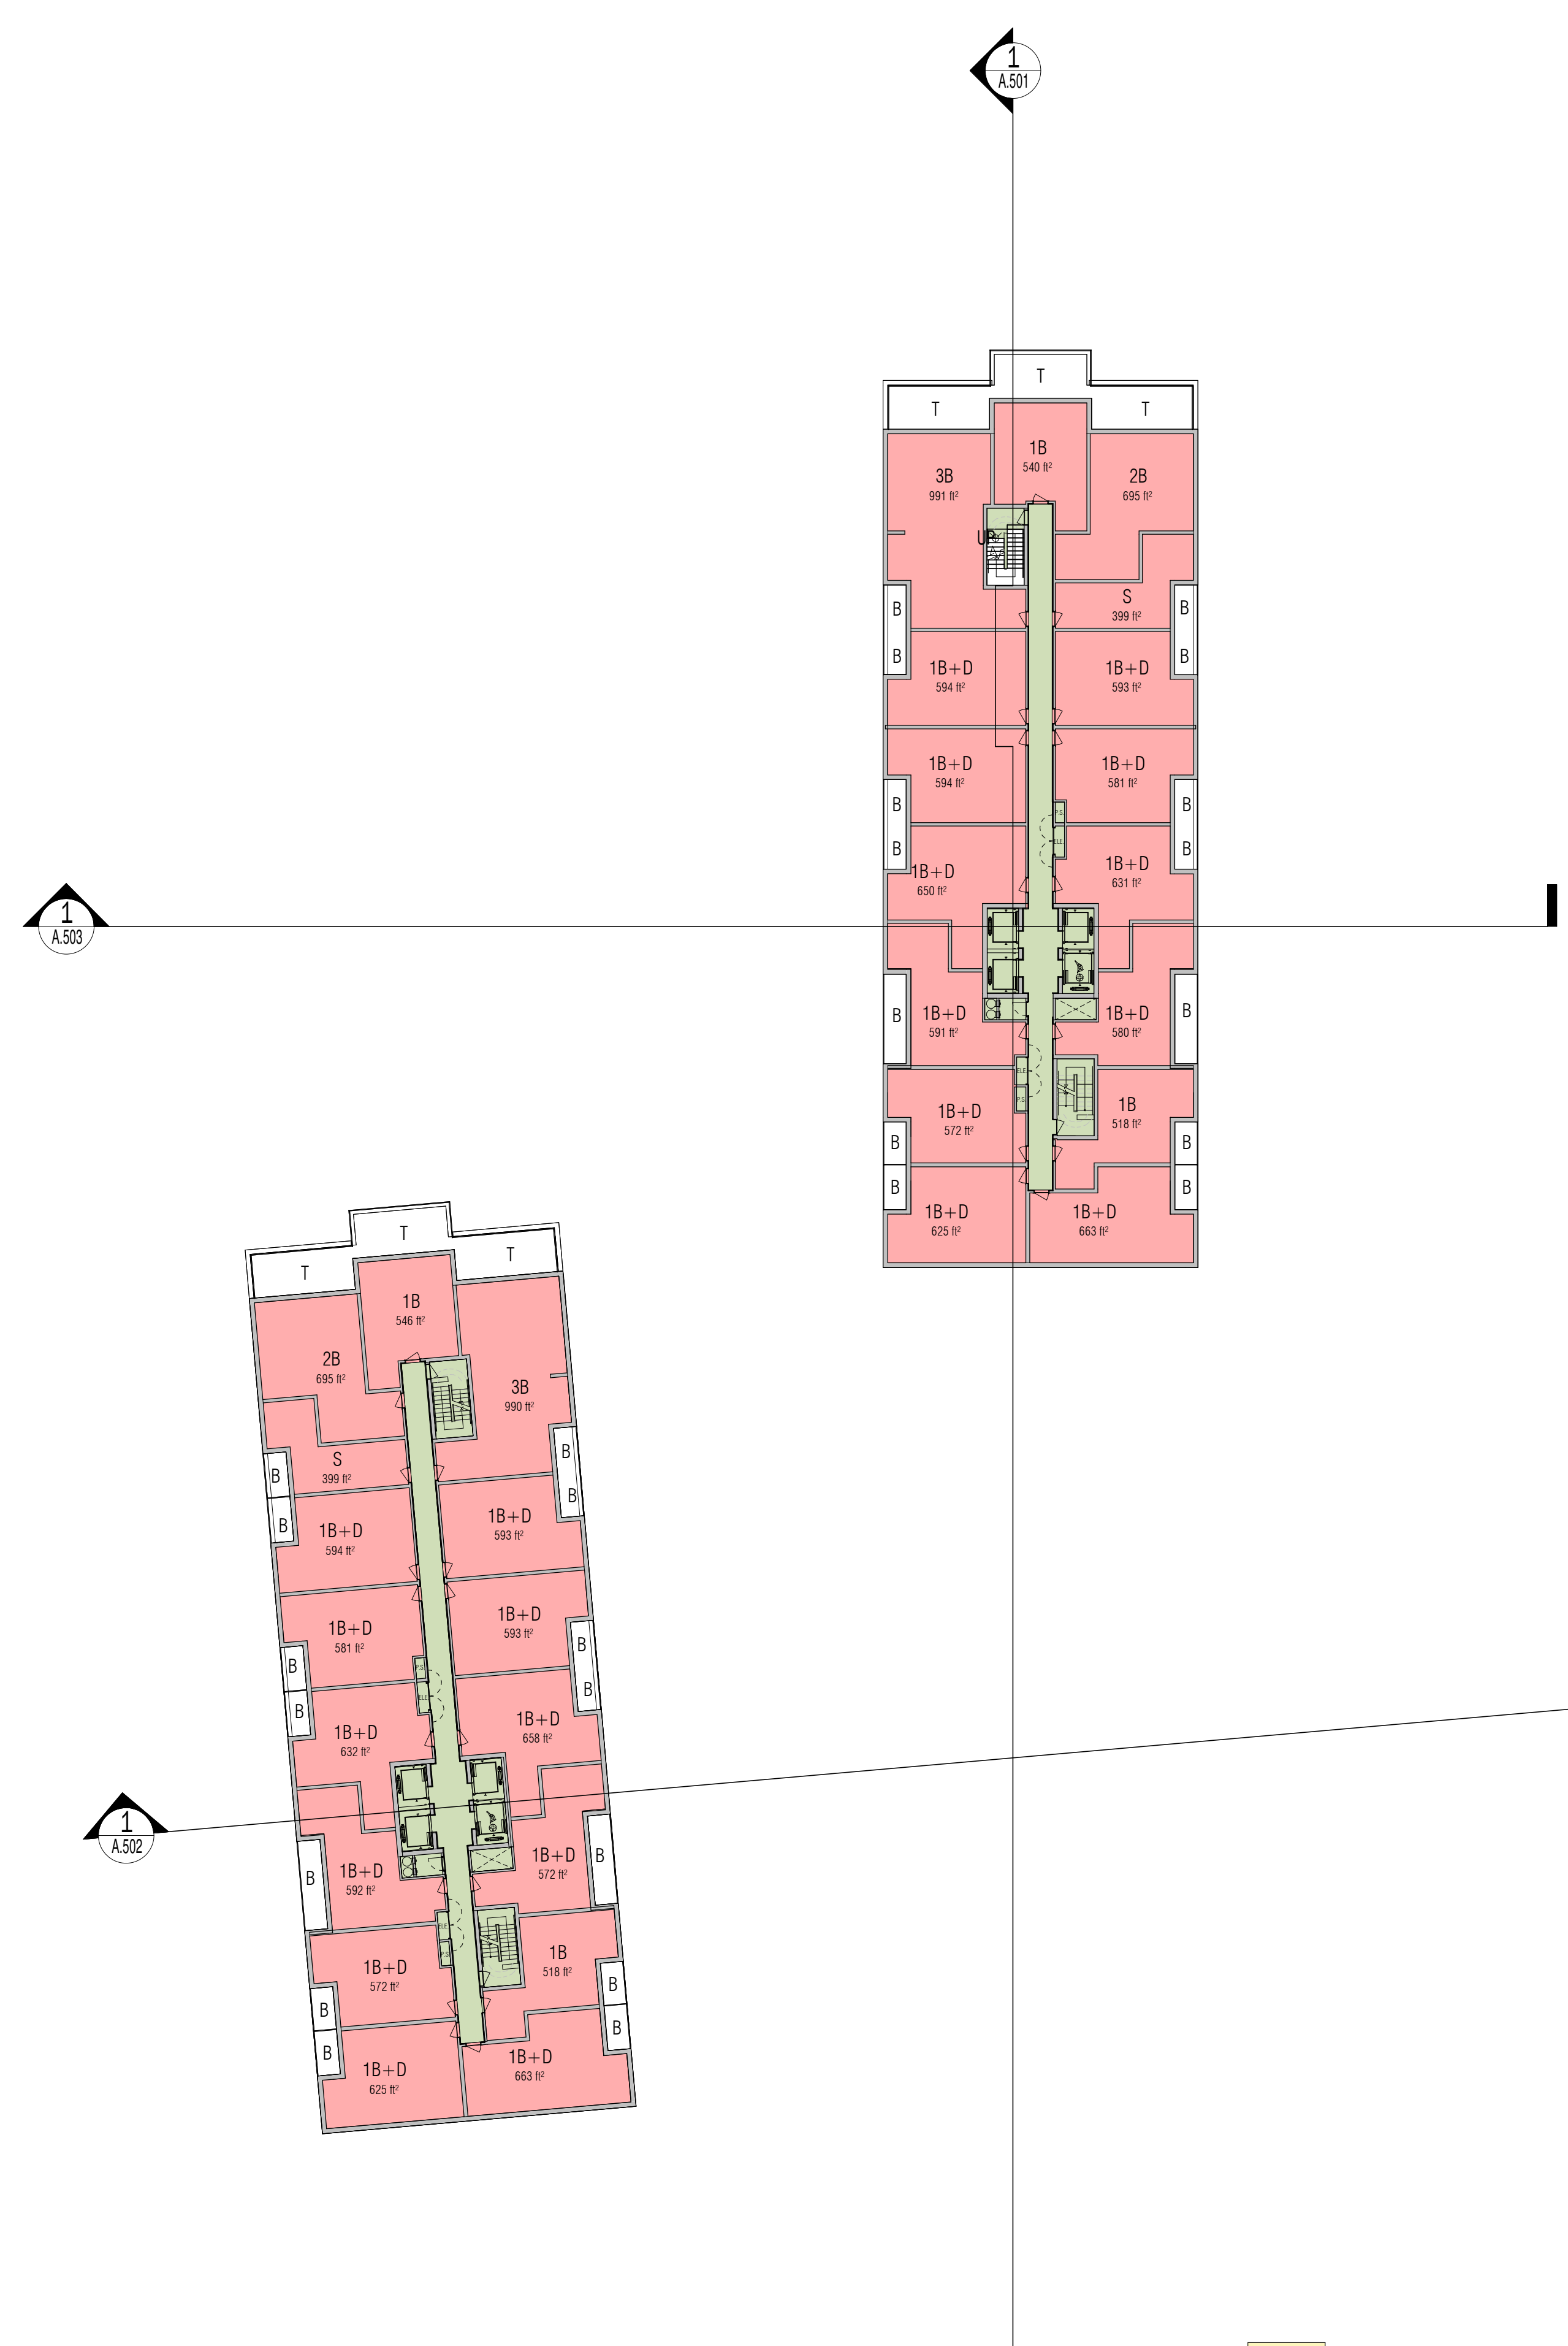 1
A.501
T
T
T
1B
540 ft²
3B
991 ft²
2B
695 ft²
UP
S
399 ft²
B
B
B
B
1B+D
594 ft²
1B+D
593 ft²
1B+D
594 ft²
1B+D
581 ft²
B
B
P.S
B
B
ELE
1B+D
650 ft²
1B+D
631 ft²
1
A.503
B
1B+D
591 ft²
1B+D
580 ft²
B
ELE
P.S
1B+D
572 ft²
1B
518 ft²
B
B
B
B
1B+D
625 ft²
1B+D
663 ft²
T
T
T
1B
546 ft²
2B
695 ft²
3B
990 ft²
S
399 ft²
B
B
B
B
1B+D
594 ft²
1B+D
593 ft²
1B+D
581 ft²
1B+D
593 ft²
B
B
P.S
B
B
ELE
1B+D
632 ft²
1B+D
658 ft²
1
A.502
B
1B+D
592 ft²
1B+D
572 ft²
B
ELE
P.S
1B+D
572 ft²
1B
518 ft²
B
B
B
B
1B+D
625 ft²
1B+D
663 ft²